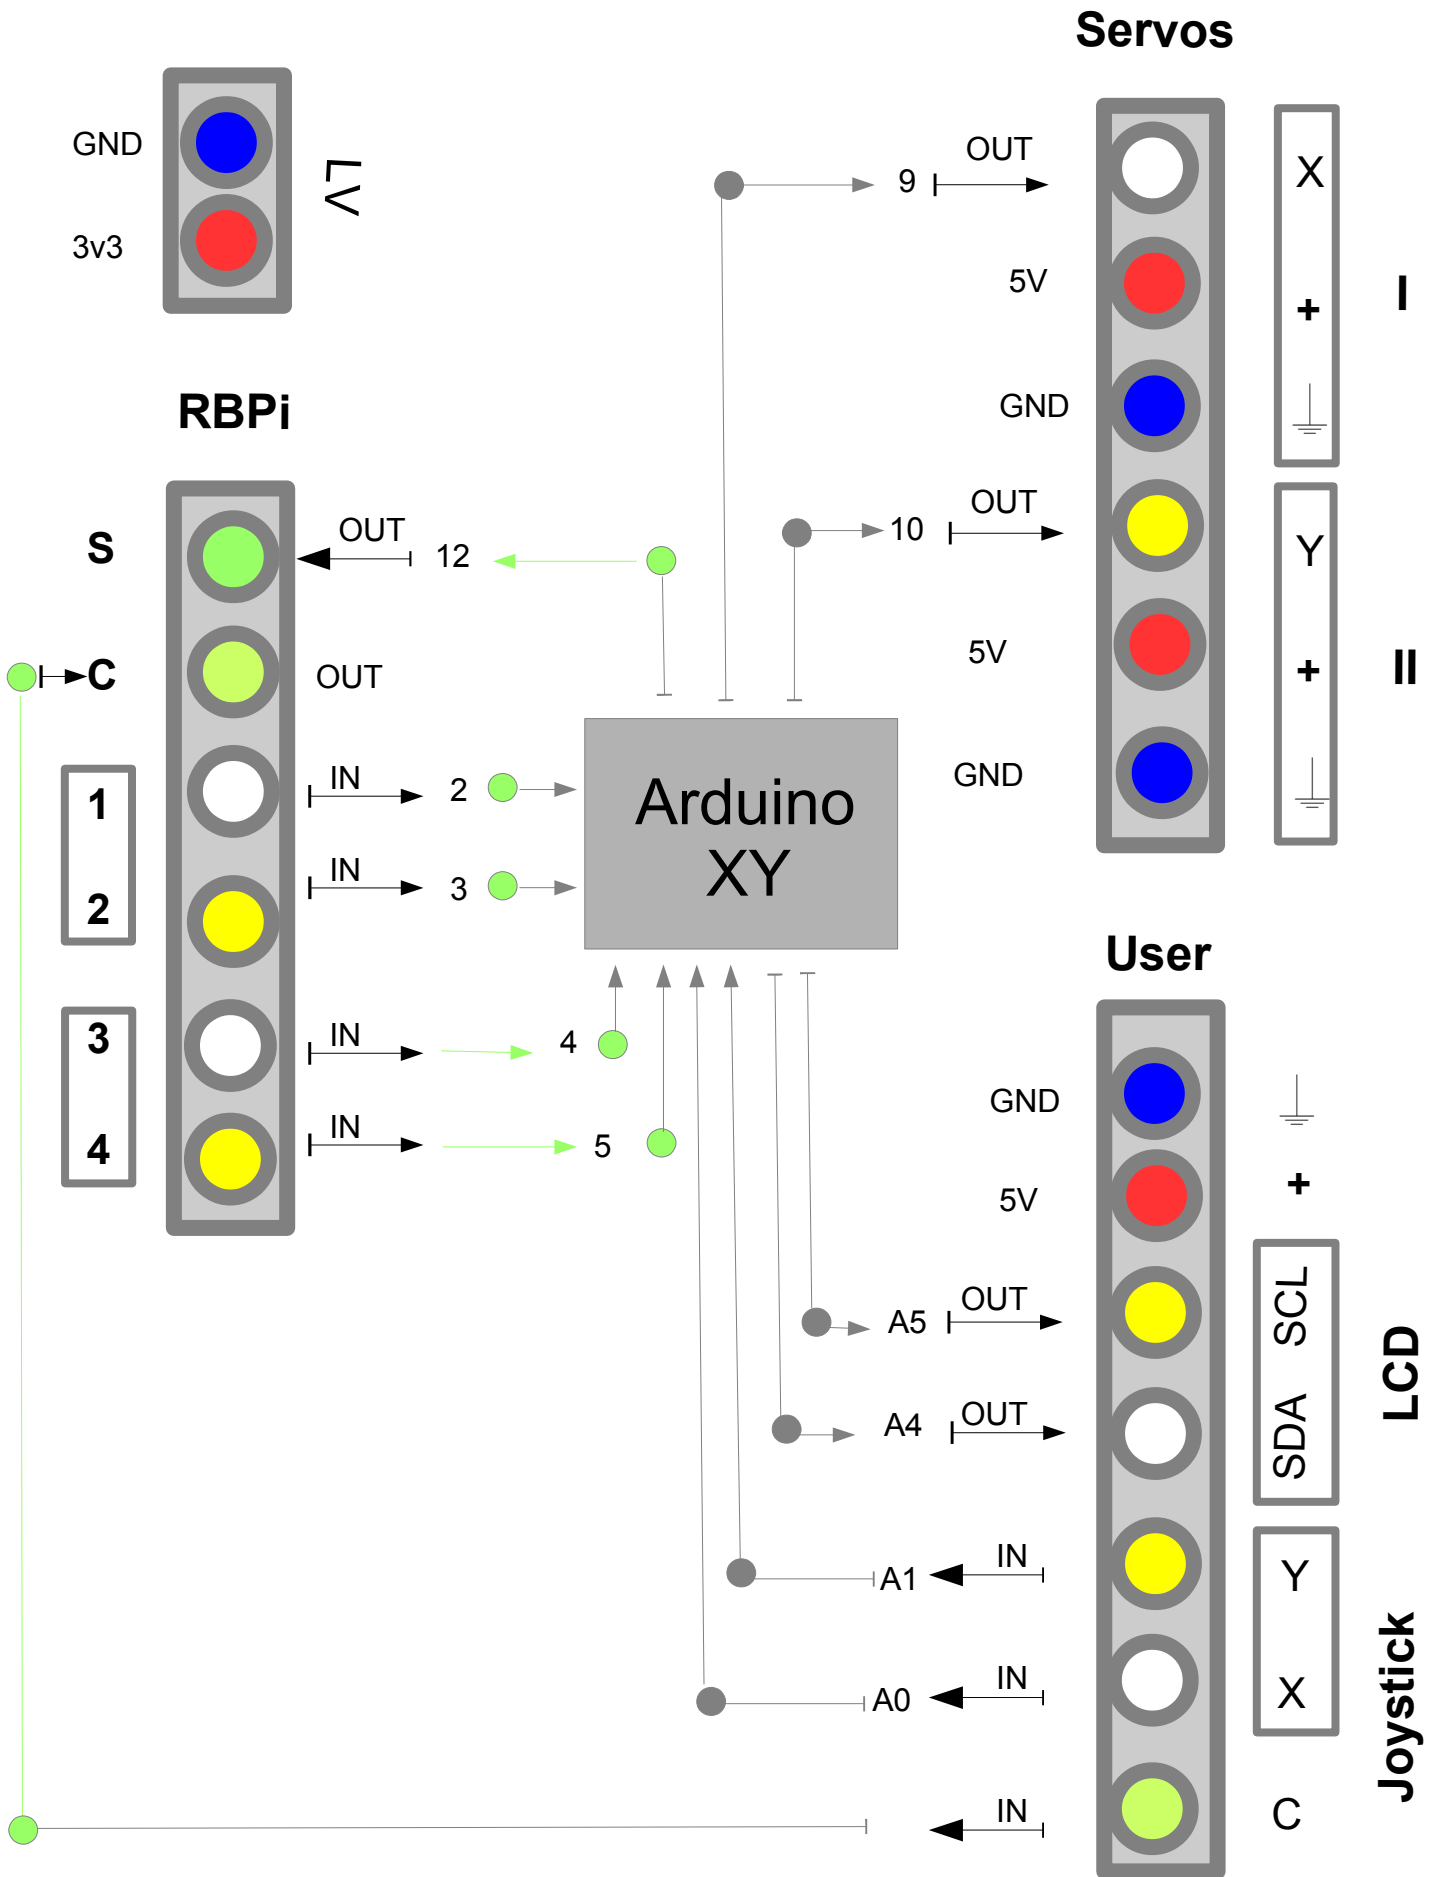 Servos
GND
LV
3v3
OUT
9
X
5V
+
I
GND
RBPi
OUT
10
Y
5V
+
II
GND
S
OUT
12
C
OUT
1
IN
2
2
IN
3
3
IN
4
4
IN
5
Arduino
XY
User
GND
5V
+
A5
OUT
SCL
A4
OUT
SDA
LCD
A1
IN
Y
A0
IN
X
Joystick
IN
C